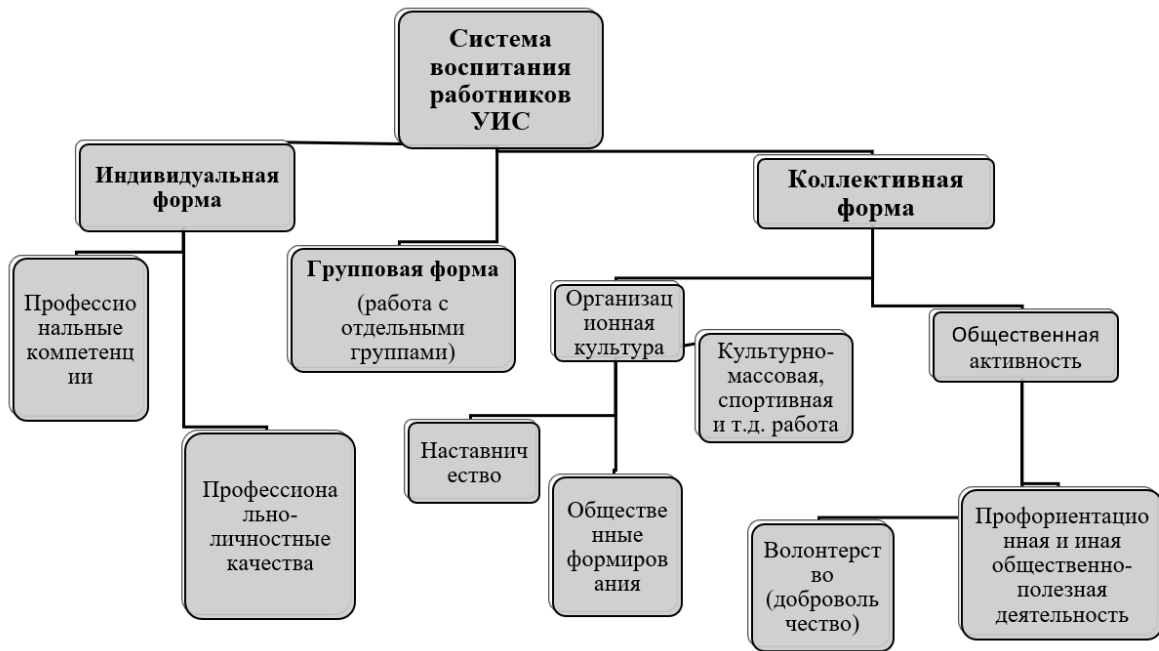 Система
воспитания
работников
УИС
Индивидуальная
форма
Коллективная
форма
Групповая форма
(работа с
отдельными
группами)
Профессио
нальные
компетенц
ии
Профессиона
льно-
личностные
качества
Организац
ионная
культура
Культурно-
массовая,
спортивная
и т.д. работа
Наставнич
ество
Обществе
нные
формиров
ания
Общественная
активность
Волонтерст
во
(доброволь
чество)
Профориентацио
нная и иная
общественно-
полезная
деятельность